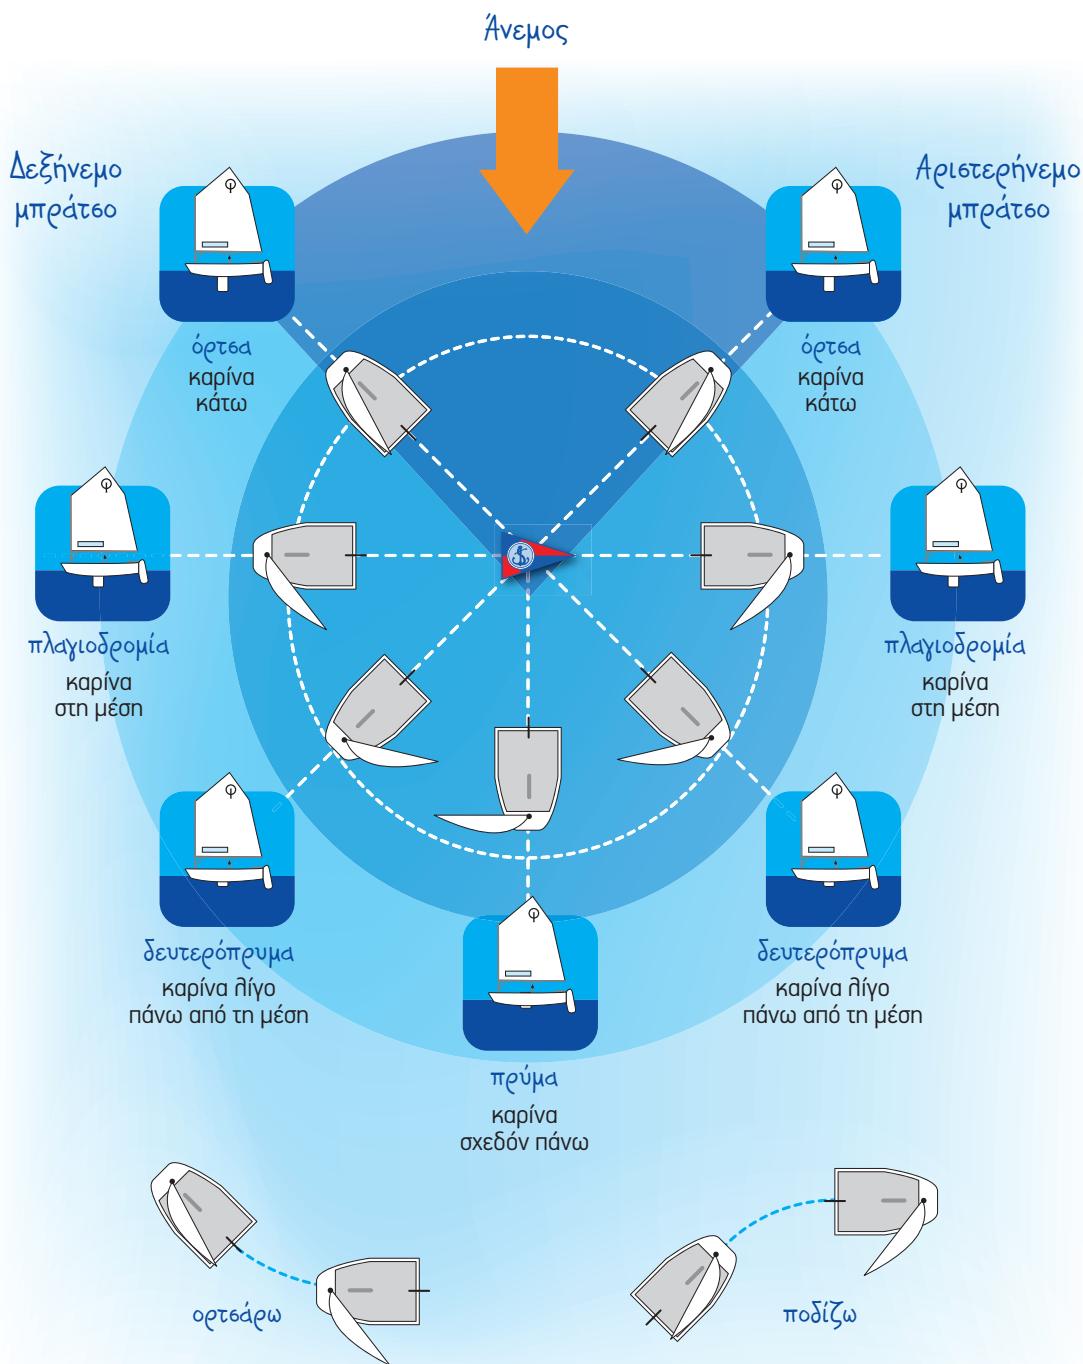 Άνεμος
Δεξήνεμο
μπράτσο
Αριστερήνεμο
μπράτσο
όρτσα
καρίνα
κάτω
όρτσα
καρίνα
κάτω
πλαγιοδρομία
καρίνα
στη μέση
πλαγιοδρομία
καρίνα
στη μέση
δευτερόπρυμα
καρίνα λίγο
πάνω από τη μέση
δευτερόπρυμα
καρίνα λίγο
πάνω από τη μέση
πρύμα
καρίνα
σχεδόν πάνω
ορτσάρω
ποδίζω